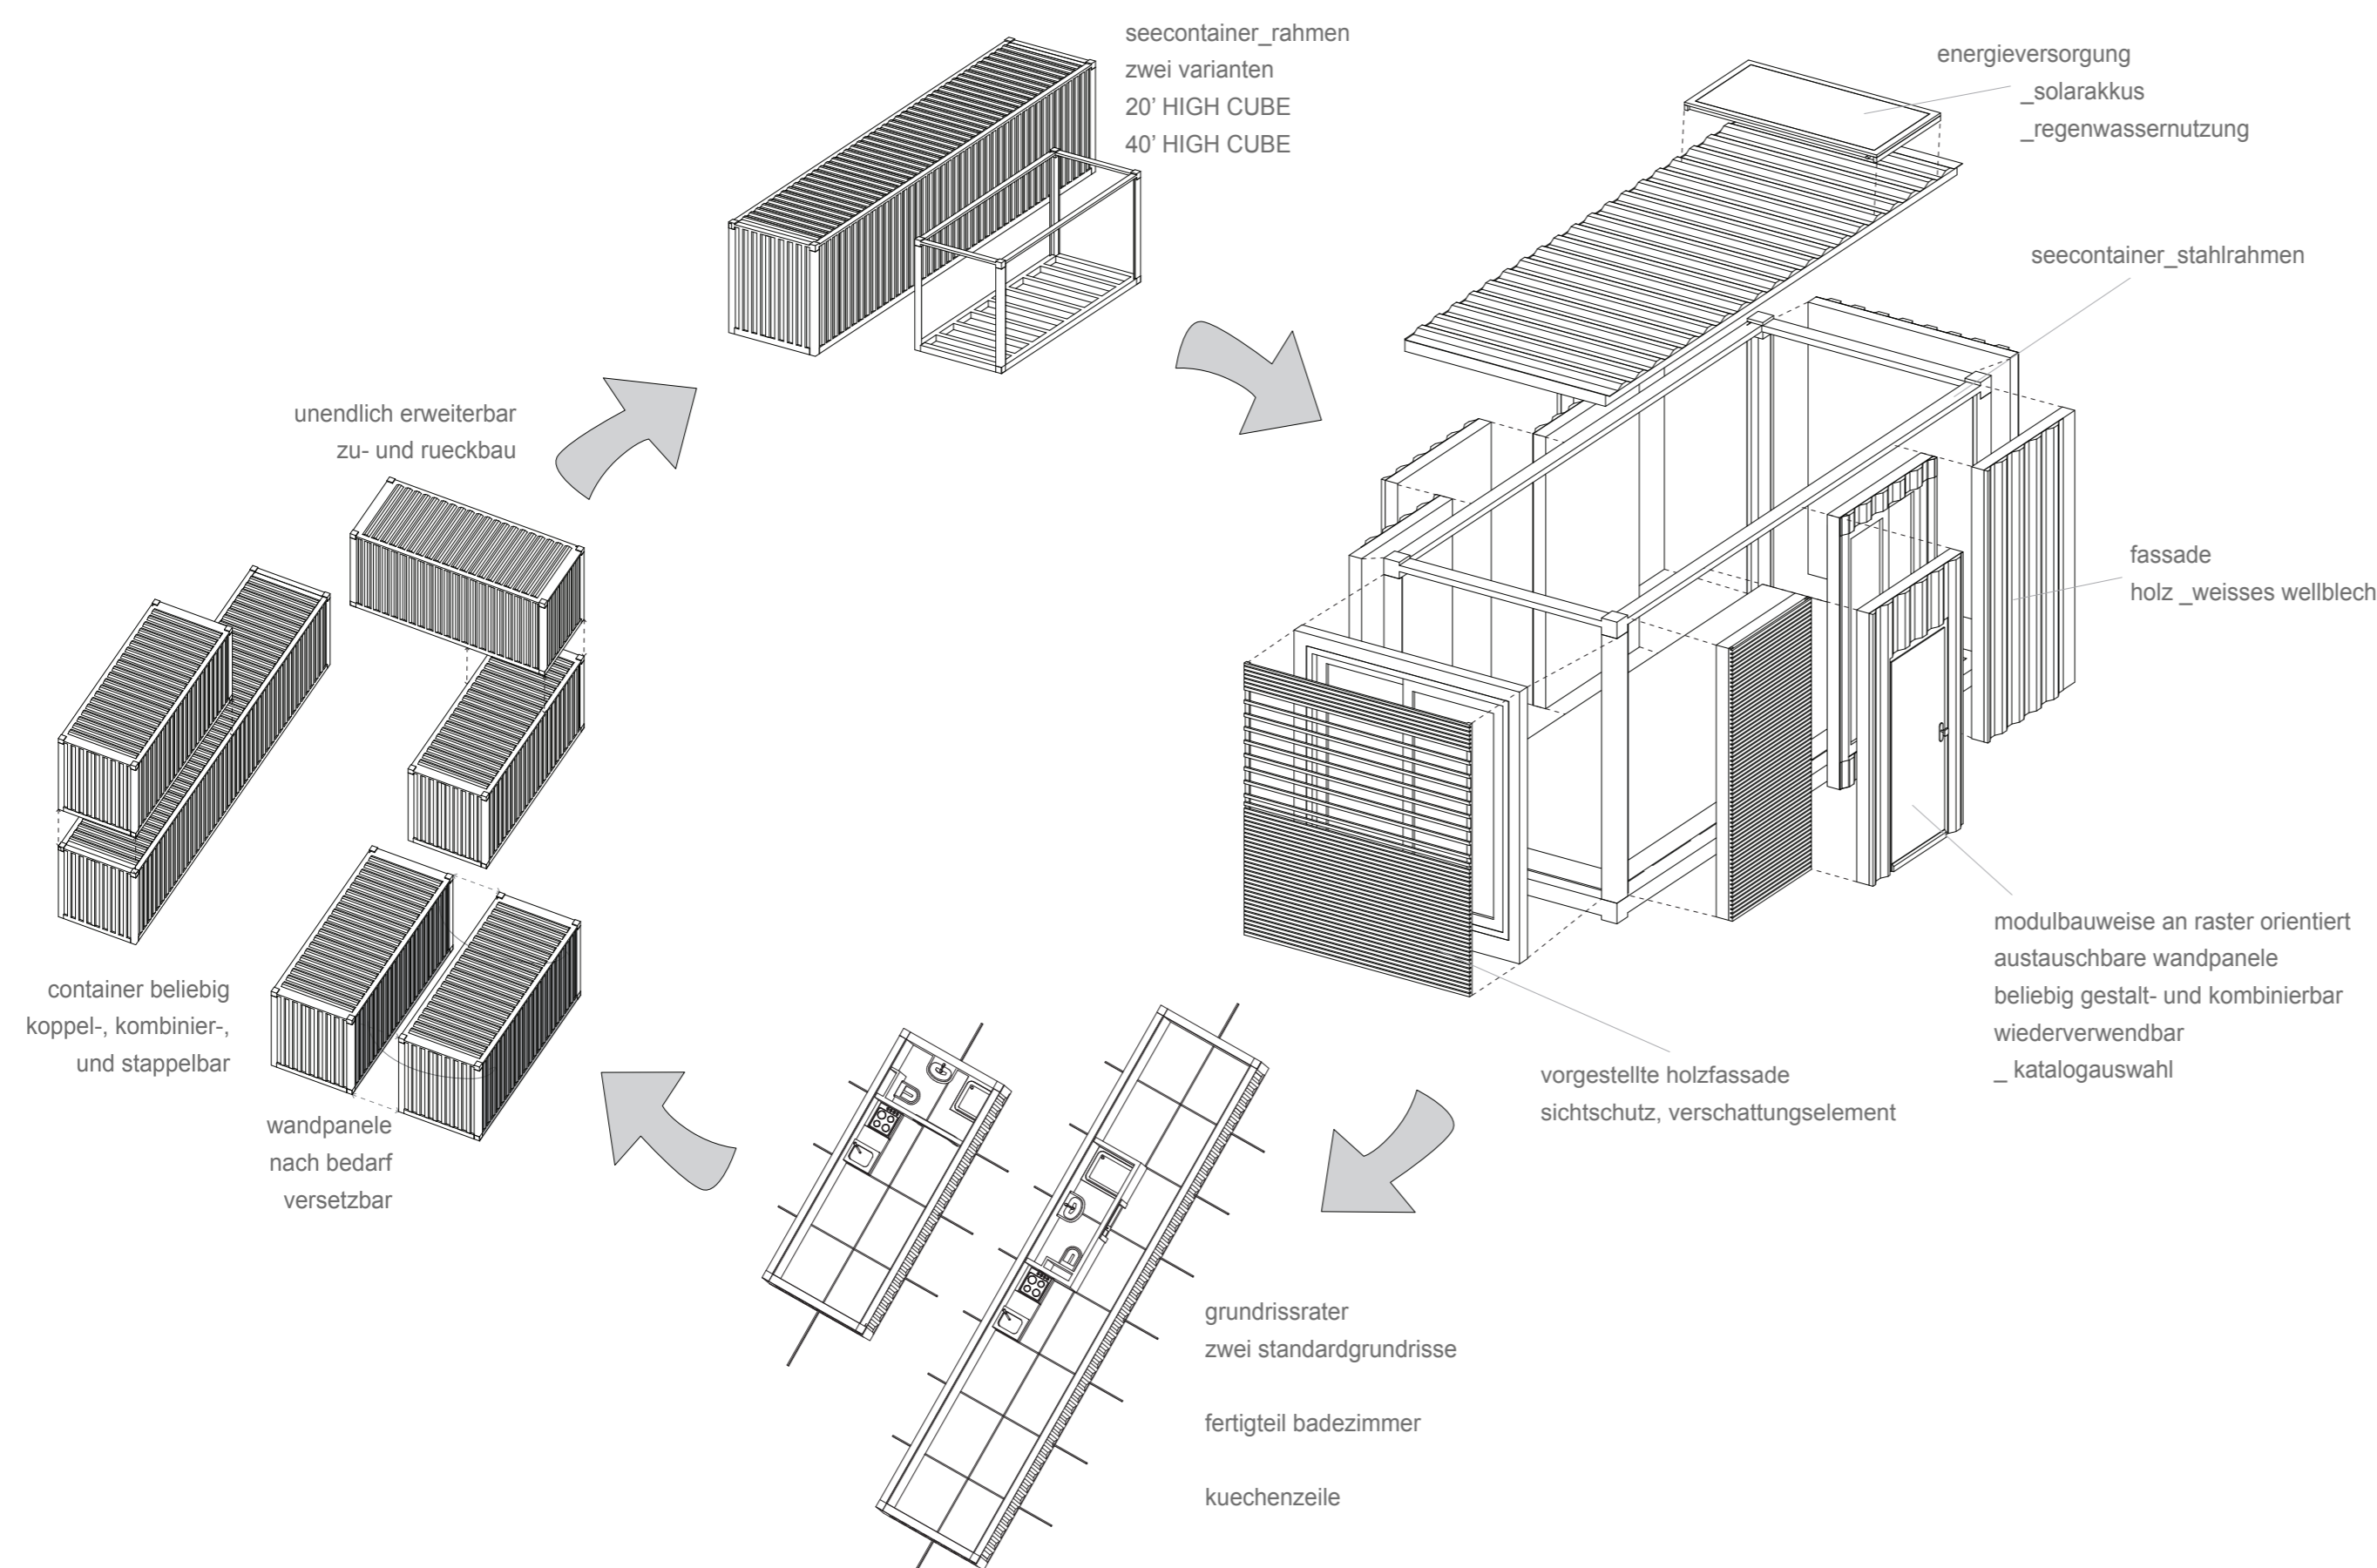 seecontainer_rahmen
zwei varianten
20' HIGH CUBE
40' HIGH CUBE
energieversorgung
_solarakkus
_regenwassernutzung
seecontainer_stahlrahmen
fassade
holz _weisses wellblech
modulbauweise an raster orientiert
austauschbare wandpanele
beliebig gestalt- und kombinierbar
wiederverwendbar
_ katalogauswahl
vorgestellte holzfassade
sichtschutz, verschattungselement
grundrissrater
zwei standardgrundrisse
fertigteil badezimmer
kuechenzeile
wandpanele
nach bedarf
versetzbar
container beliebig
koppel-, kombinier-,
und stappelbar
unendlich erweiterbar
zu- und rueckbau